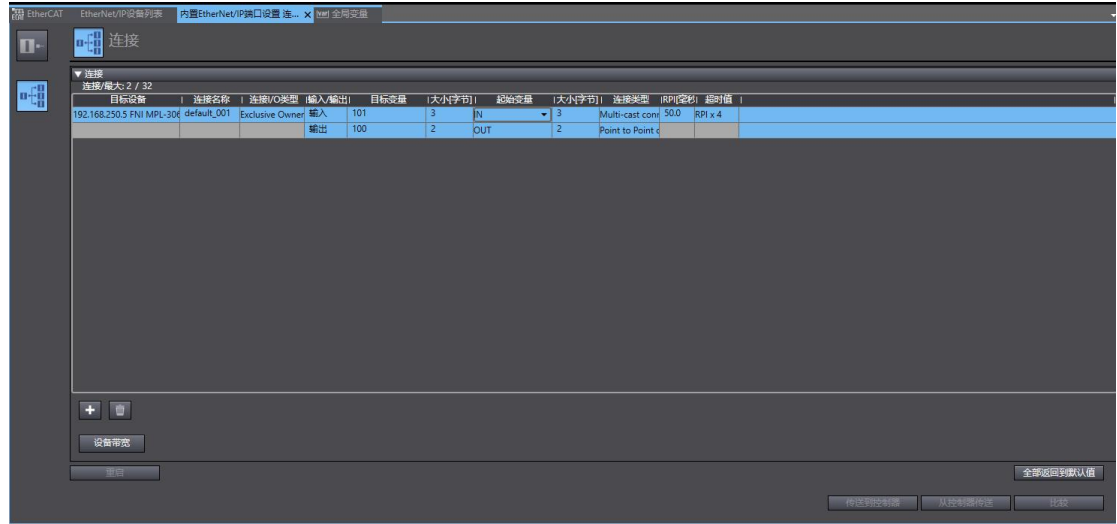 EtherCAT EtherNet/IP设备列表 内置EtherNet/IP端口设置 连... x 全局变量
连接
▼连接
连接/最大: 2 / 32
目标设备 连接名称 连接I/O类型 输入/输出 目标变量 大小[字节] 起始变量 大小[字节] 连接类型 RPI[毫秒] 超时值
192.168.250.5 FNI MPL-306 default_001 Exclusive Owner 输入 101 3 IN 3 Multi-cast conn 50.0 RPI x 4
输出 100 2 OUT 2 Point to Point c
+
设备带宽
重启 全部返回到默认值
传送到控制器 从控制器传送 比较